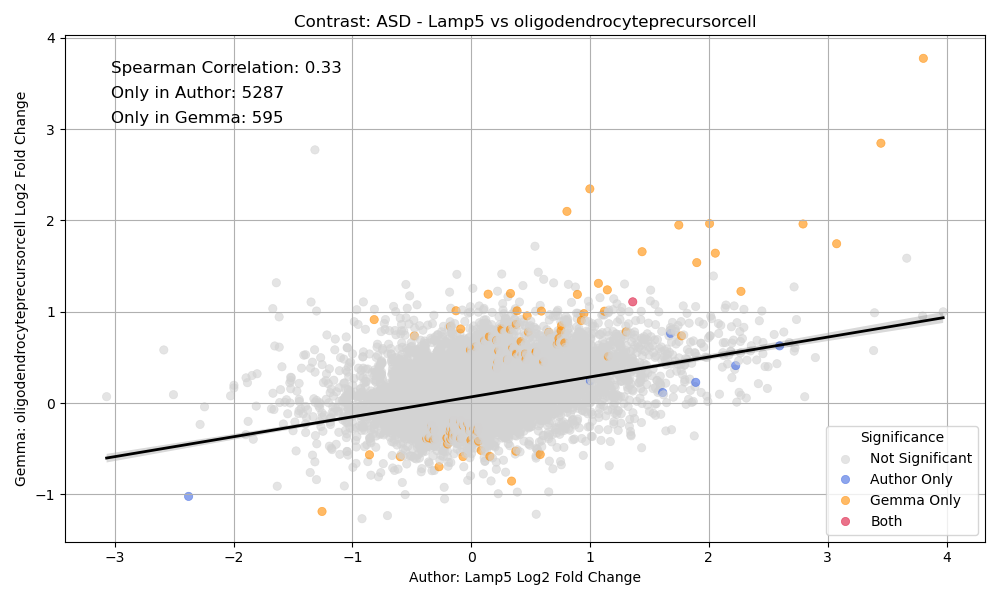 Contrast: ASD - Lamp5 vs oligodendrocyteprecursorcell
Spearman Correlation: 0.33
Only in Author: 5287
Only in Gemma: 595
Gemma: oligodendrocyteprecursorcell Log2 Fold Change
4
3
2
1
0
−1
Significance
Not Significant
Author Only
Gemma Only
Both
−3
−2
−1
0
1
2
3
4
Author: Lamp5 Log2 Fold Change